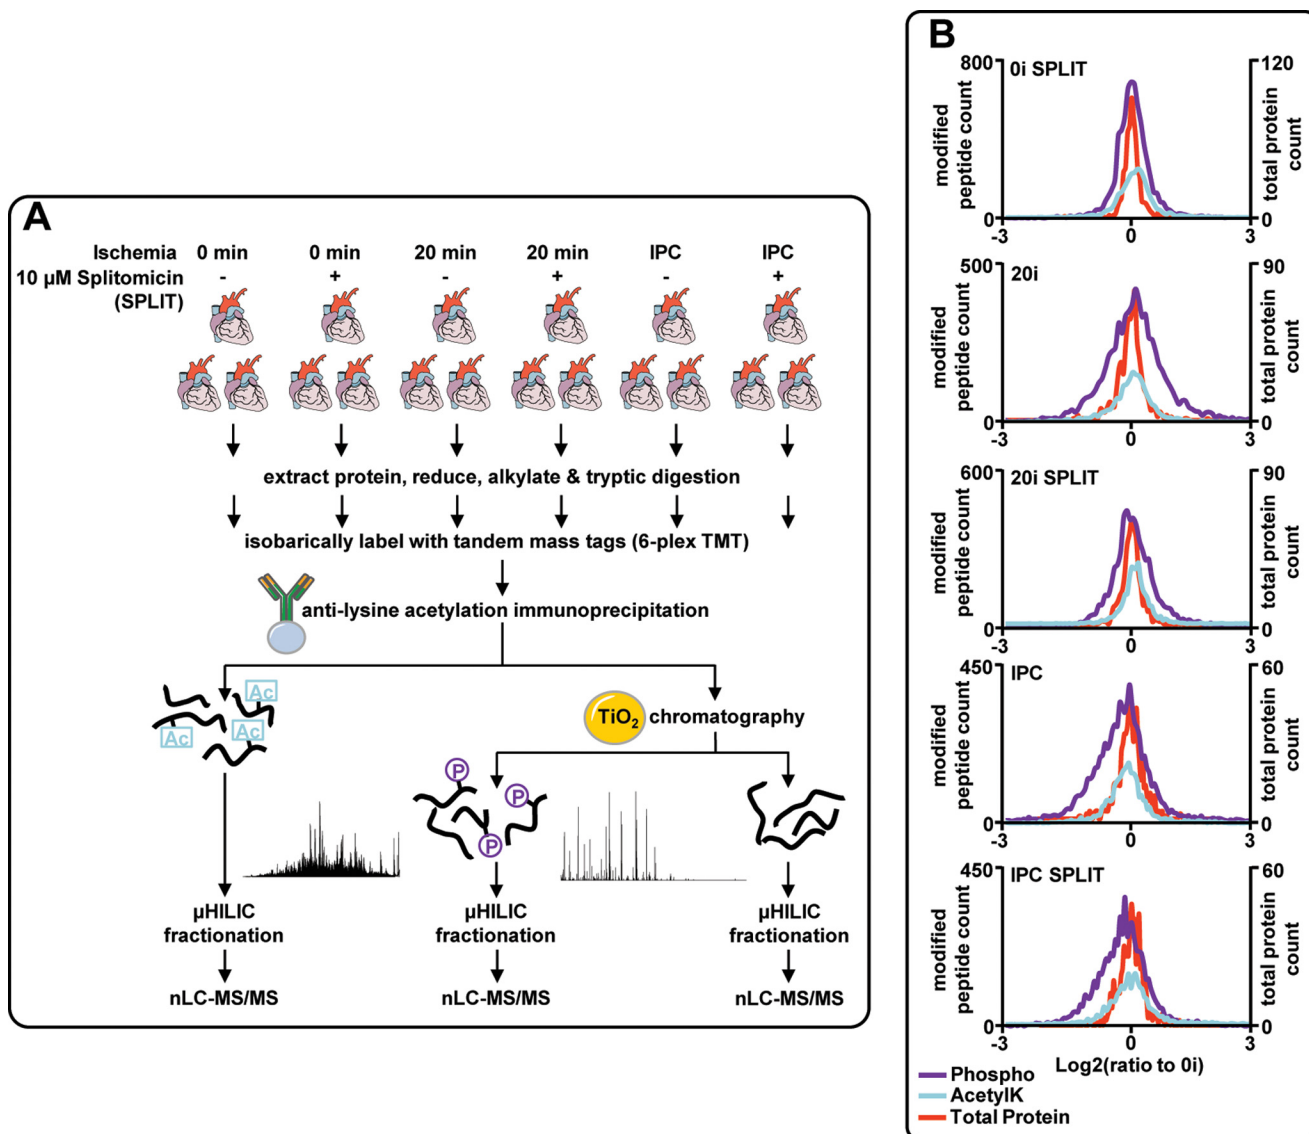 A
Ischemia 0 min 0 min 20 min 20 min IPC IPC
10 µM Splitomicin - + - + - +
(SPLIT)
extract protein, reduce, alkylate & tryptic digestion
isobarically label with tandem mass tags (6-plex TMT)
anti-lysine acetylation immunoprecipitation
Ac
Ac
Ac
TiO2 chromatography
P
P
P
µHILIC
fractionation
µHILIC
fractionation
µHILIC
fractionation
nLC-MS/MS
nLC-MS/MS
nLC-MS/MS
B
0i SPLIT
modified
peptide count
800
0
120
0
total protein
count
-3 0 3
20i
modified
peptide count
500
0
90
0
total protein
count
-3 0 3
20i SPLIT
modified
peptide count
600
0
90
0
total protein
count
-3 0 3
IPC
modified
peptide count
450
0
60
0
total protein
count
-3 0 3
IPC SPLIT
modified
peptide count
450
0
60
0
total protein
count
-3 0 3
Log2(ratio to 0i)
Phospho
AcetylK
Total Protein